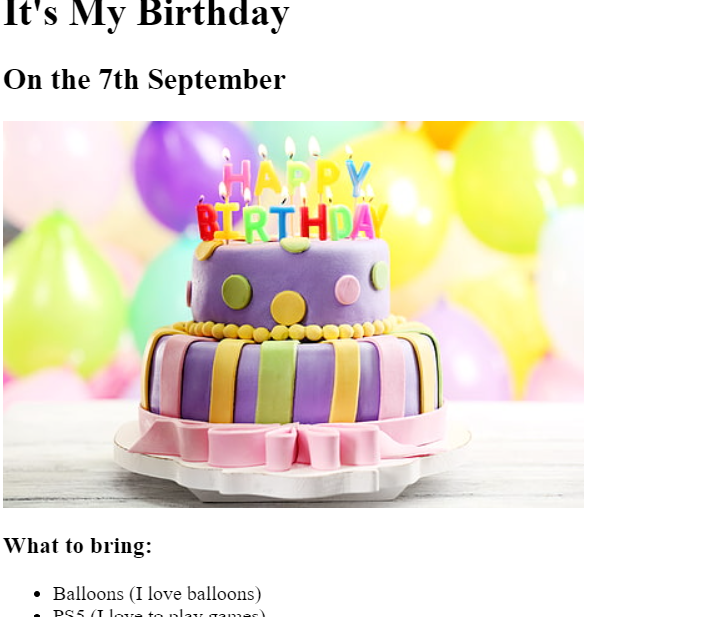 It's My Birthday
On the 7th September
HAPPY
BIRTHDAY
What to bring:
Balloons (I love balloons)
PS5 (I love to play games)